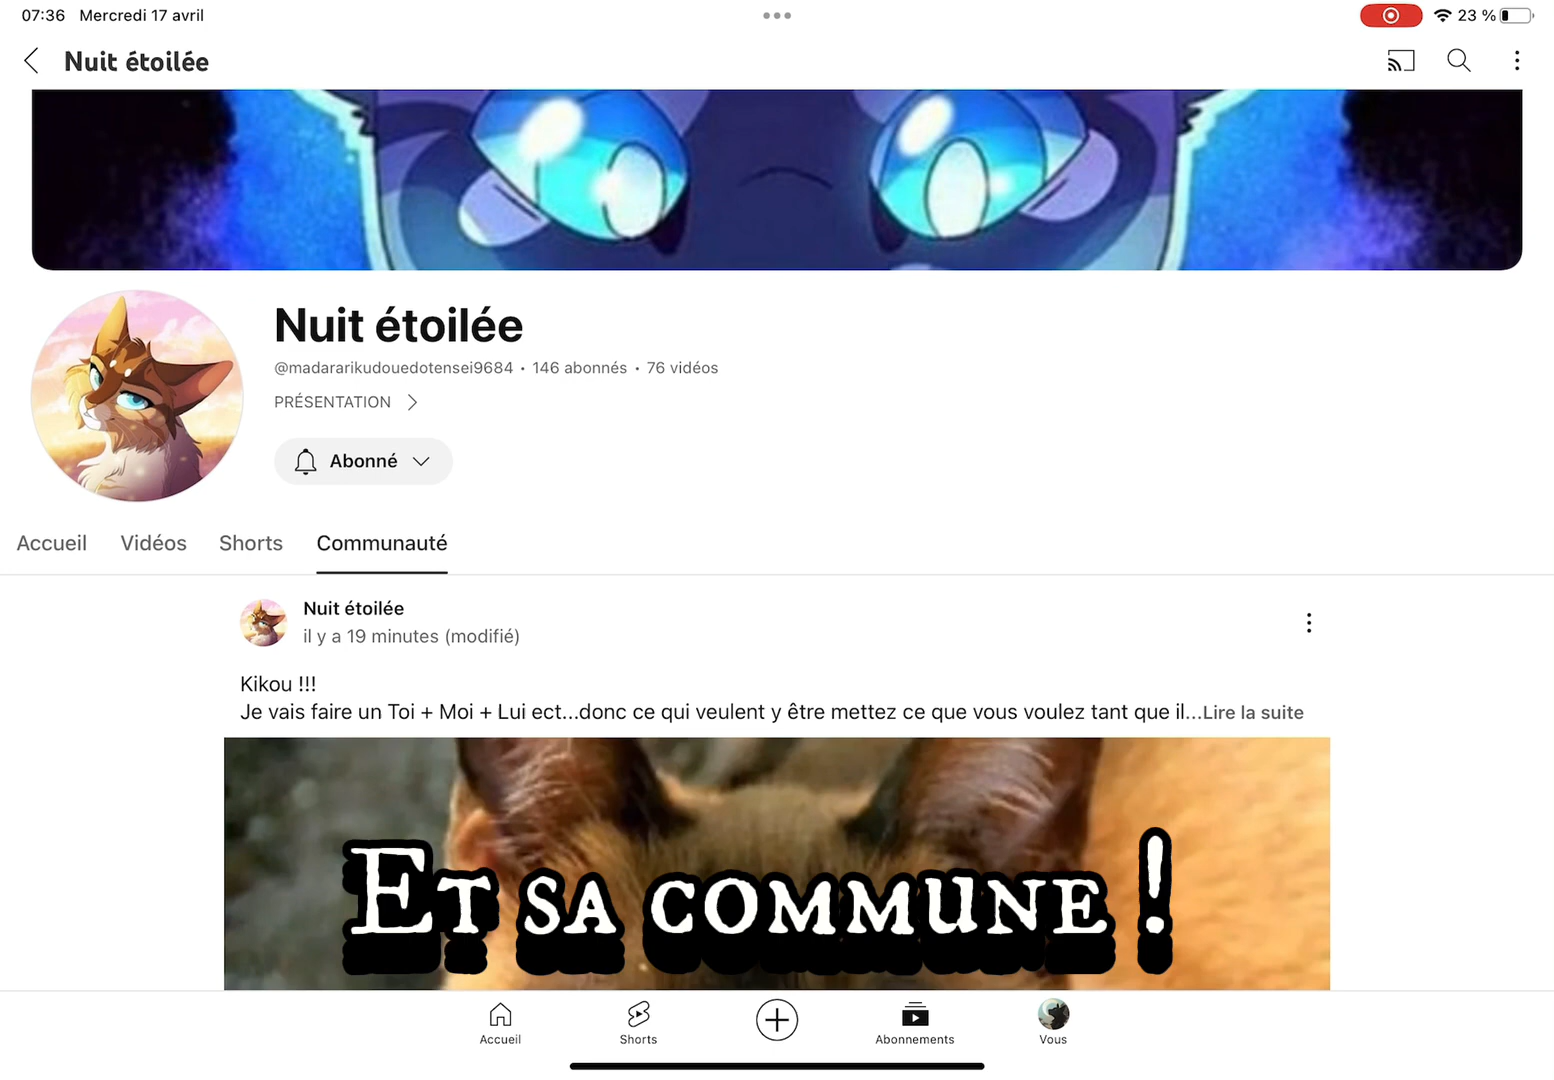 07:36 Mercredi 17 avril
23 %
Nuit étoilée
Nuit étoilée
@madararikudouedotensei9684 • 146 abonnés • 76 vidéos
PRÉSENTATION
Abonné
Accueil Vidéos Shorts Communauté
Nuit étoilée
il y a 19 minutes (modifié)
Kikou !!!
Je vais faire un Toi + Moi + Lui ect...donc ce qui veulent y être mettez ce que vous voulez tant que il...Lire la suite
Et sa commune !
Accueil Shorts Abonnements Vous